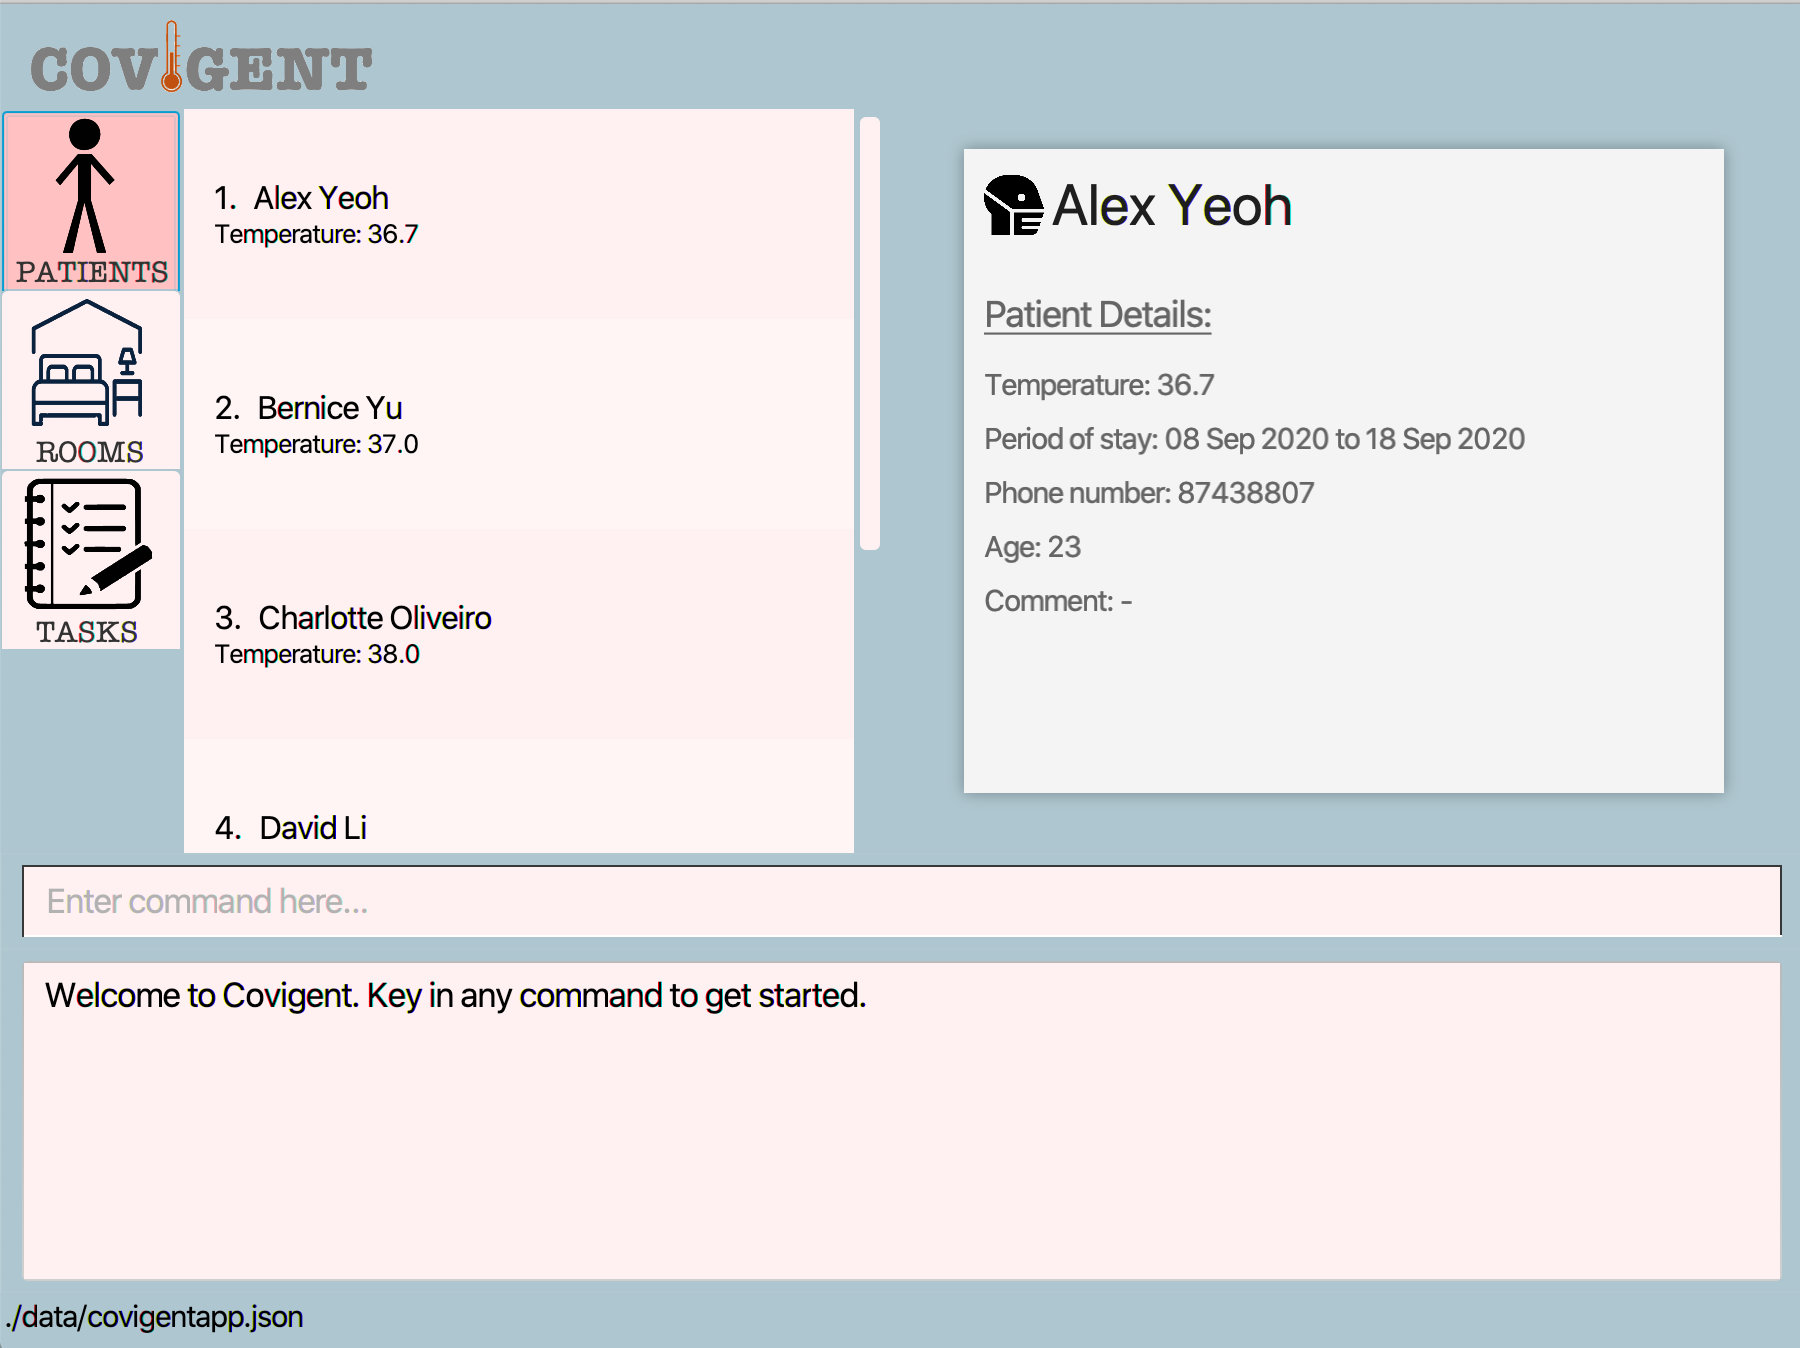 COVIGENT
PATIENTS
ROOMS
TASKS
1. Alex Yeoh
Temperature: 36.7
2. Bernice Yu
Temperature: 37.0
3. Charlotte Oliveiro
Temperature: 38.0
4. David Li
Alex Yeoh
Patient Details:
Temperature: 36.7
Period of stay: 08 Sep 2020 to 18 Sep 2020
Phone number: 87438807
Age: 23
Comment: -
Enter command here...
Welcome to Covigent. Key in any command to get started.
./data/covigentapp.json